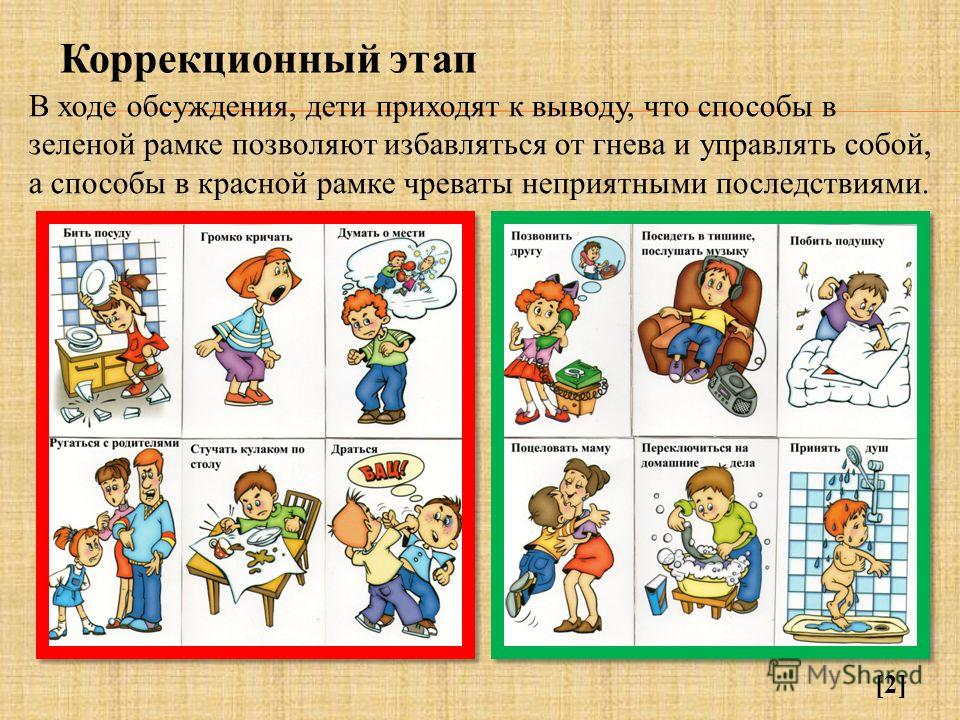 Коррекционный этап
В ходе обсуждения, дети приходят к выводу, что способы в
зеленой рамке позволяют избавляться от гнева и управлять собой,
а способы в красной рамке чреваты неприятными последствиями.
Бить посуду
Громко кричать
Думать о мести
Ругаться с родителями
Стучать кулаком по
столу
Драться
БАЦ!
Позвонить
другу
Посидеть в тишине,
послушать музыку
Побить подушку
Поцеловать маму
Переключиться на
домашние дела
Принять душ
MyShared
[2]